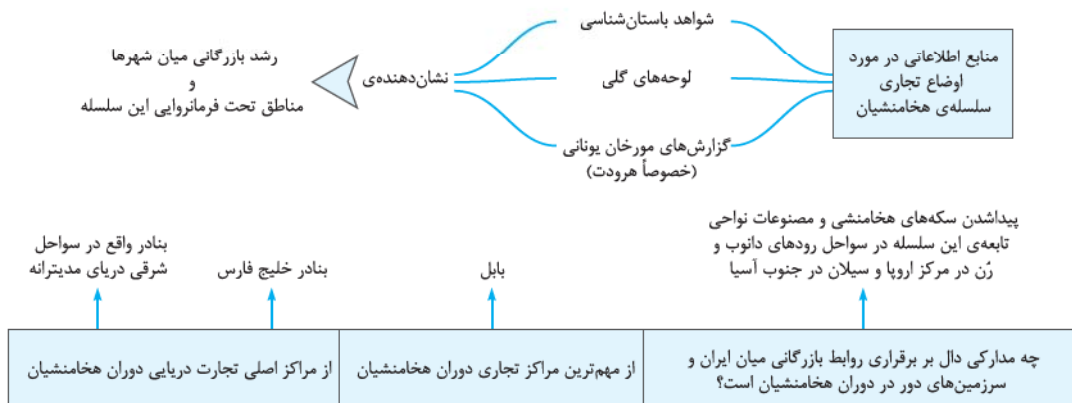 منابع اطلاعاتی در مورد
اوضاع تجاری
سلسله‌ی هخامنشیان
شواهد باستان‌شناسی
لوحه‌های گلی
گزارش‌های مورخان یونانی
(خصوصاً هرودت)
نشان‌دهنده‌ی
رشد بازرگانی میان شهرها
و
مناطق تحت فرمانروایی این سلسله
پیداشدن سکه‌های هخامنشی و مصنوعات نواحی
تابعه‌ی این سلسله در سواحل رودهای دانوب و
رُن در مرکز اروپا و سیلان در جنوب آسیا
چه مدارکی دال بر برقراری روابط بازرگانی میان ایران و
سرزمین‌های دور در دوران هخامنشیان است؟
بابل
از مهم‌ترین مراکز تجاری دوران هخامنشیان
بنادر خلیج فارس
بنادر واقع در سواحل
شرقی دریای مدیترانه
از مراکز اصلی تجارت دریایی دوران هخامنشیان